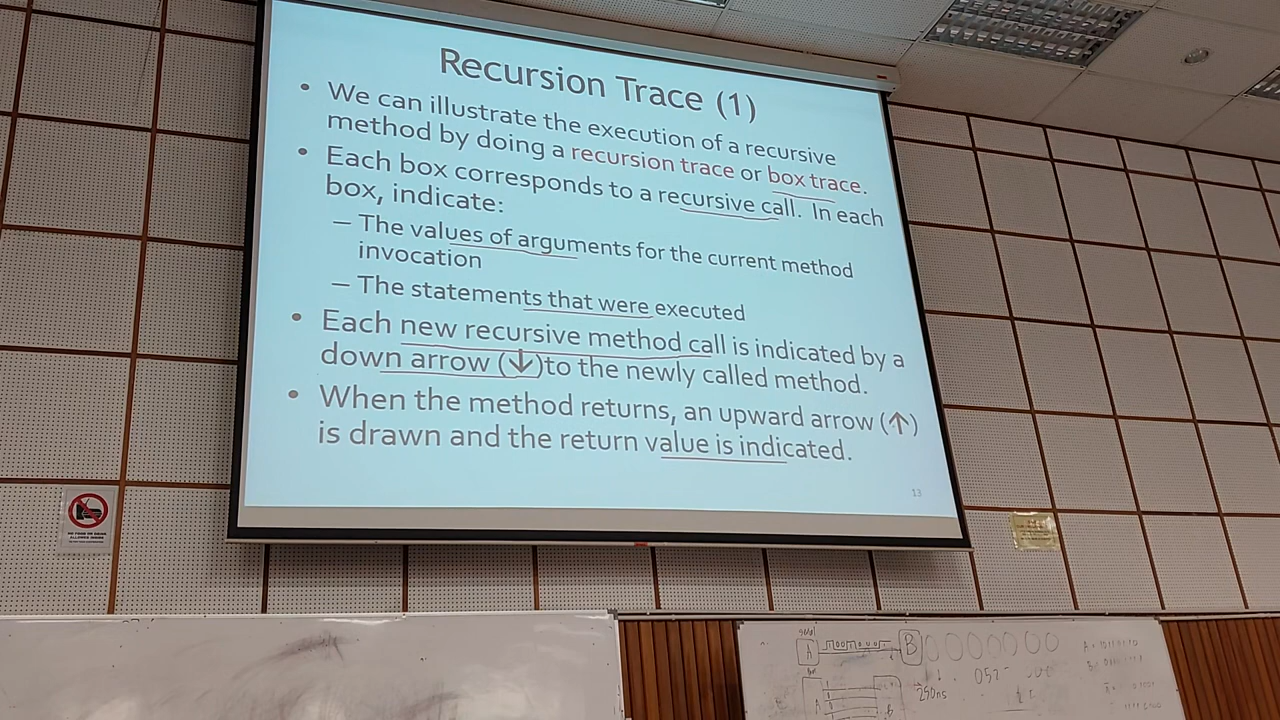 Recursion Trace (1)
• We can illustrate the execution of a recursive
method by doing a recursion trace or box trace.
• Each box corresponds to a recursive call. In each
box, indicate:
– The values of arguments for the current method
invocation
– The statements that were executed
• Each new recursive method call is indicated by a
down arrow (↓)to the newly called method.
• When the method returns, an upward arrow (↑)
is drawn and the return value is indicated.
13
A
B
250ns